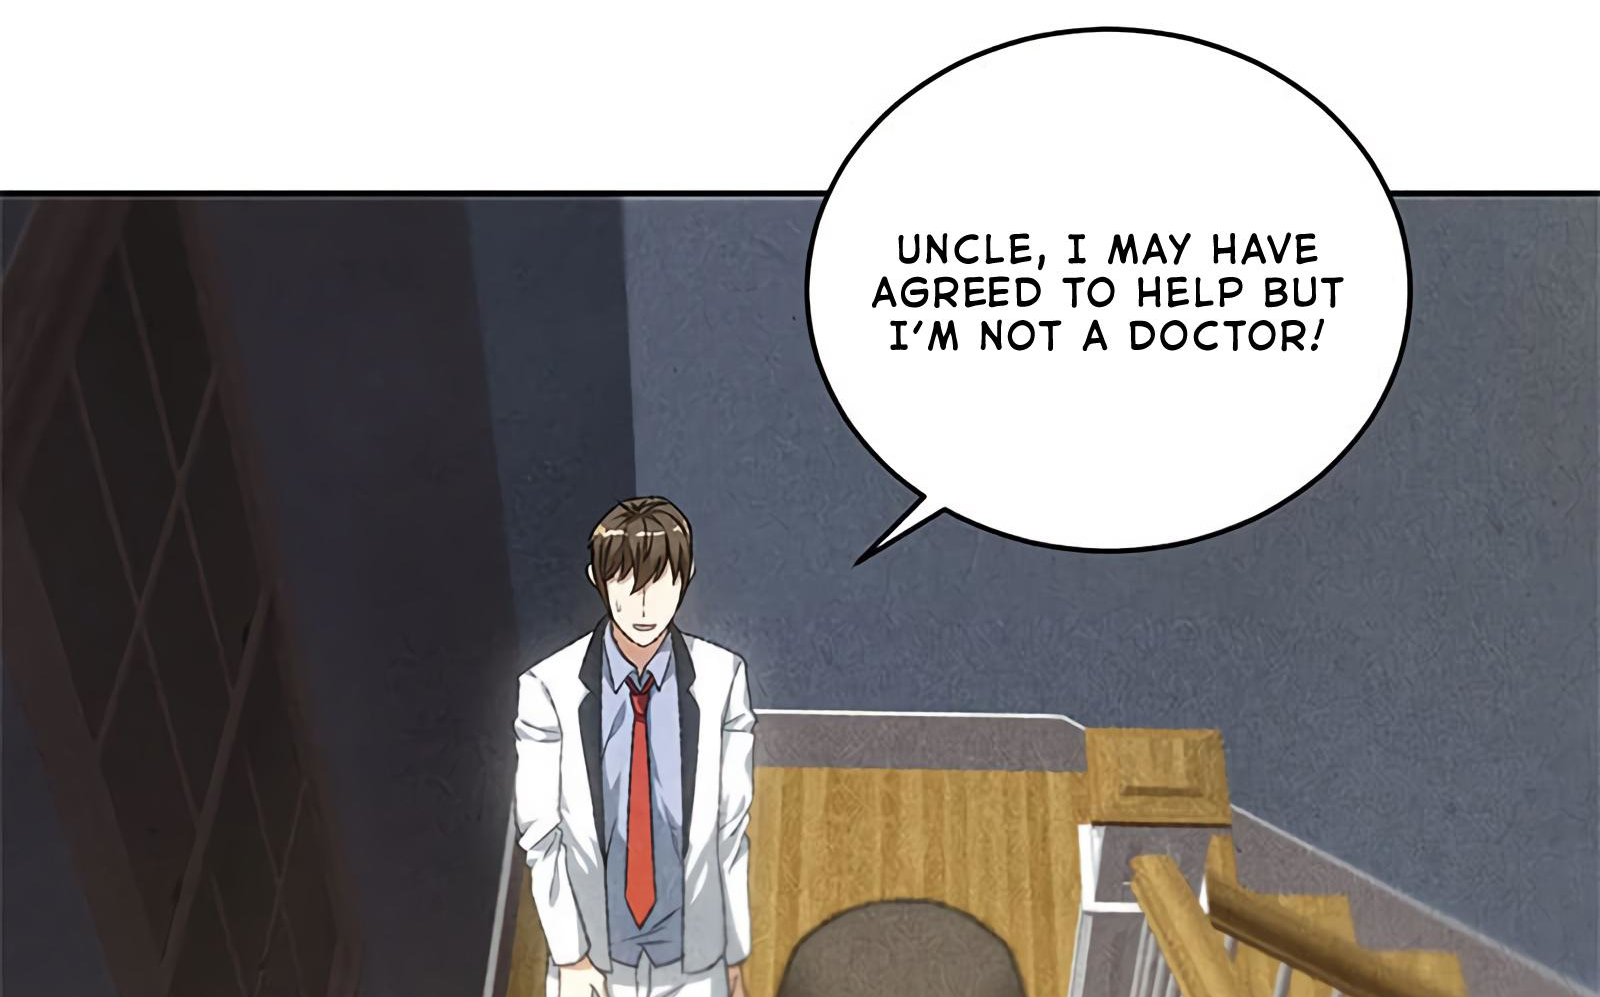 UNCLE, I MAY HAVE
AGREED TO HELP BUT
I'M NOT A DOCTOR!